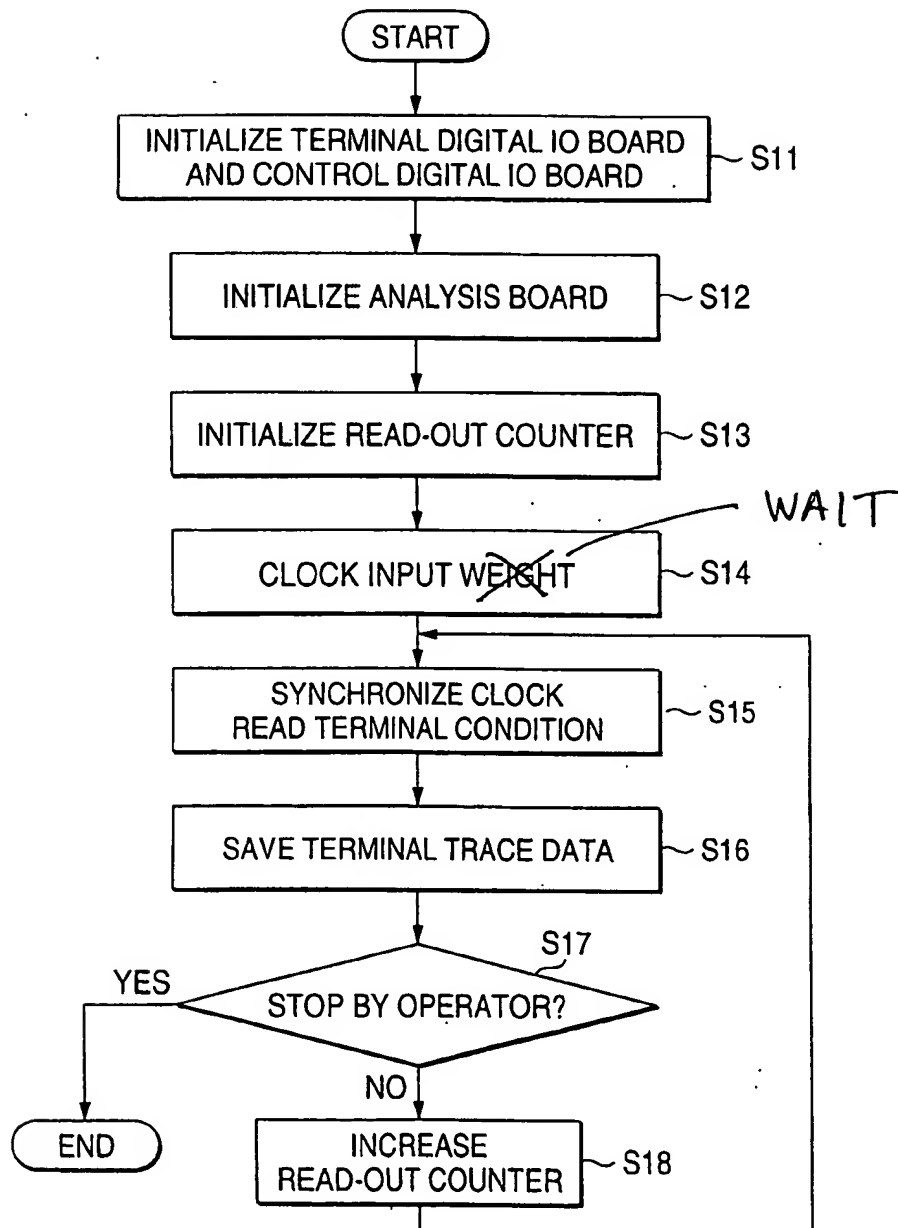 START
INITIALIZE TERMINAL DIGITAL IO BOARD
AND CONTROL DIGITAL IO BOARD
S11
INITIALIZE ANALYSIS BOARD
S12
INITIALIZE READ-OUT COUNTER
S13
WAIT
CLOCK INPUT WEIGHT
S14
SYNCHRONIZE CLOCK
READ TERMINAL CONDITION
S15
SAVE TERMINAL TRACE DATA
S16
S17
YES
STOP BY OPERATOR?
NO
END
INCREASE
READ-OUT COUNTER
S18